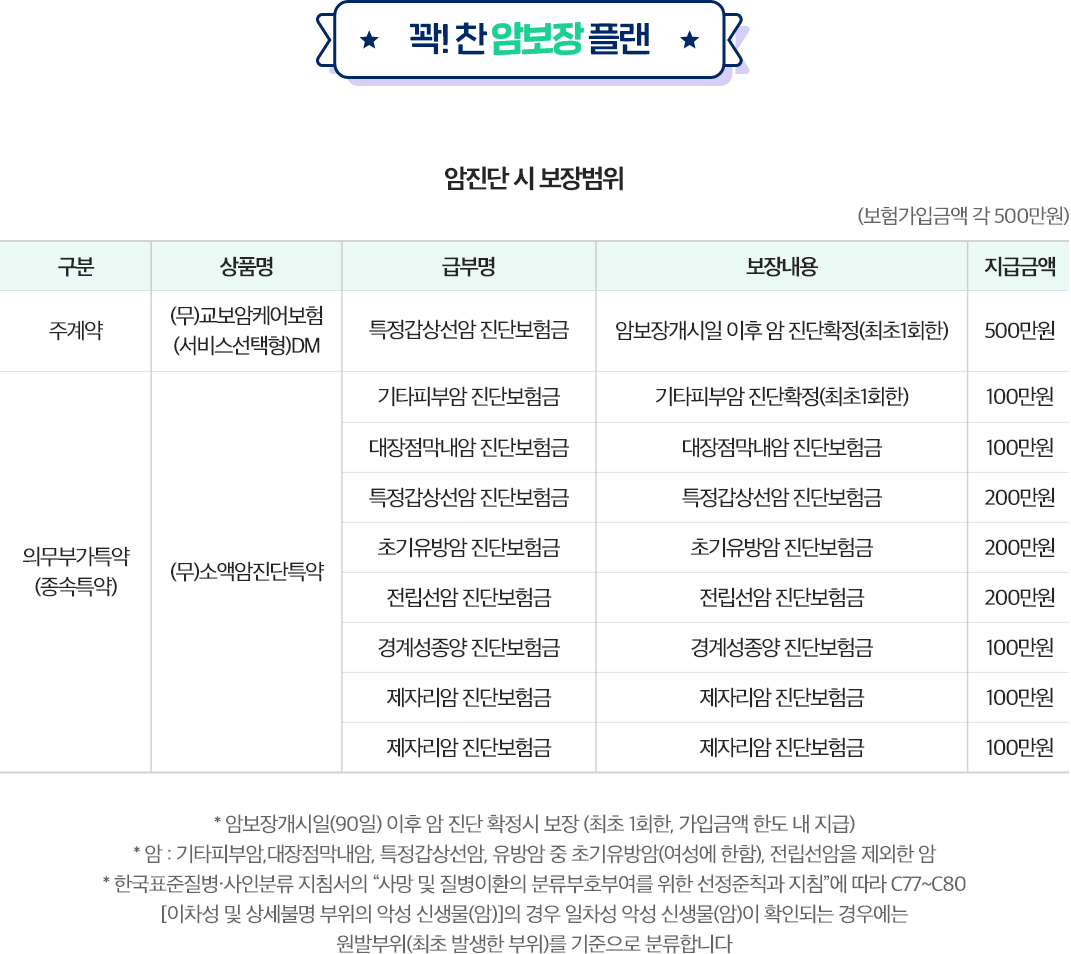 꽉! 찬 암보장 플랜
암진단 시 보장범위
(보험가입금액 각 500만원)
구분 상품명 급부명 보장내용 지급금액
주계약 (무)교보암케어보험 (서비스선택형)DM 특정갑상선암 진단보험금 암보장개시일 이후 암 진단확정(최초1회한) 500만원
의무부가특약 (종속특약) (무)소액암진단특약 기타피부암 진단보험금 기타피부암 진단확정(최초1회한) 100만원
대장점막내암 진단보험금 대장점막내암 진단보험금 100만원
특정갑상선암 진단보험금 특정갑상선암 진단보험금 200만원
초기유방암 진단보험금 초기유방암 진단보험금 200만원
전립선암 진단보험금 전립선암 진단보험금 200만원
경계성종양 진단보험금 경계성종양 진단보험금 100만원
제자리암 진단보험금 제자리암 진단보험금 100만원
제자리암 진단보험금 제자리암 진단보험금 100만원
* 암보장개시일(90일) 이후 암 진단 확정시 보장 (최초 1회한, 가입금액 한도 내 지급)
* 암 : 기타피부암,대장점막내암, 특정갑상선암, 유방암 중 초기유방암(여성에 한함), 전립선암을 제외한 암
* 한국표준질병·사인분류 지침서의 “사망 및 질병이환의 분류부호부여를 위한 선정준칙과 지침”에 따라 C77~C80
[이차성 및 상세불명 부위의 악성 신생물(암)]의 경우 일차성 악성 신생물(암)이 확인되는 경우에는
원발부위(최초 발생한 부위)를 기준으로 분류합니다